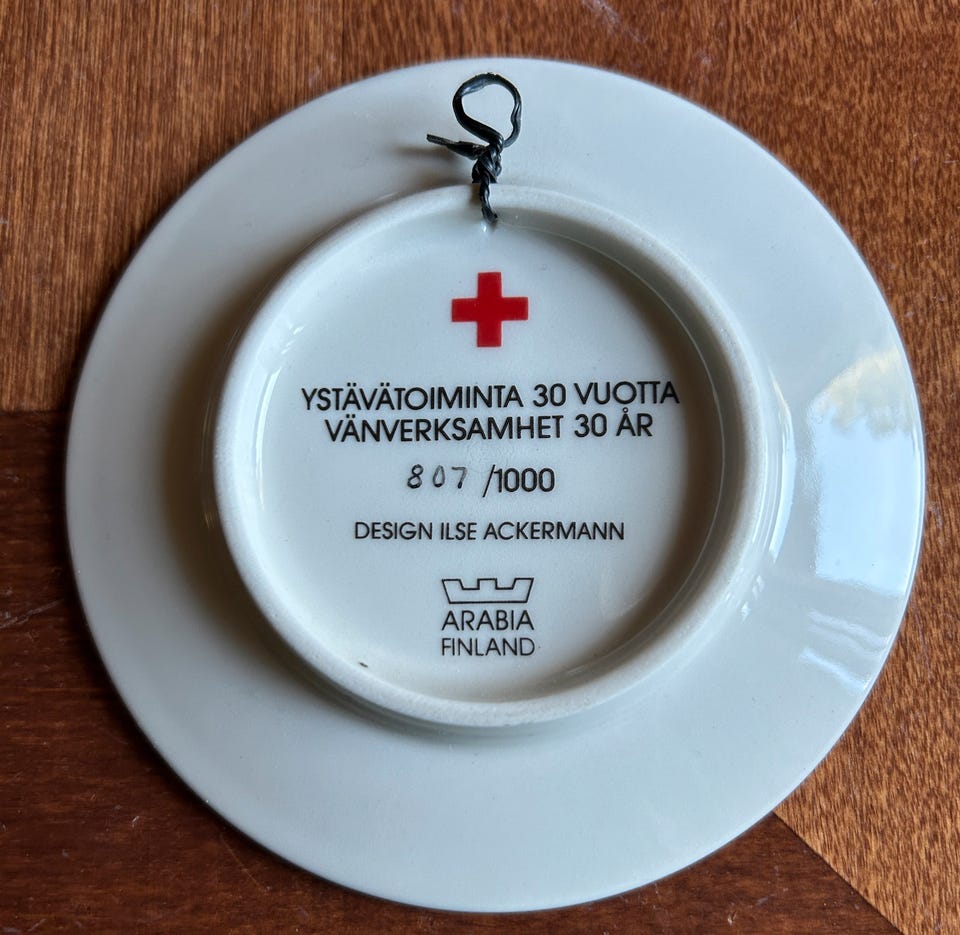 YSTÄVÄTOIMINTA 30 VUOTTA
VÄNVERKSAMHET 30 ÅR
807 /1000
DESIGN ILSE ACKERMANN
ARABIA
FINLAND